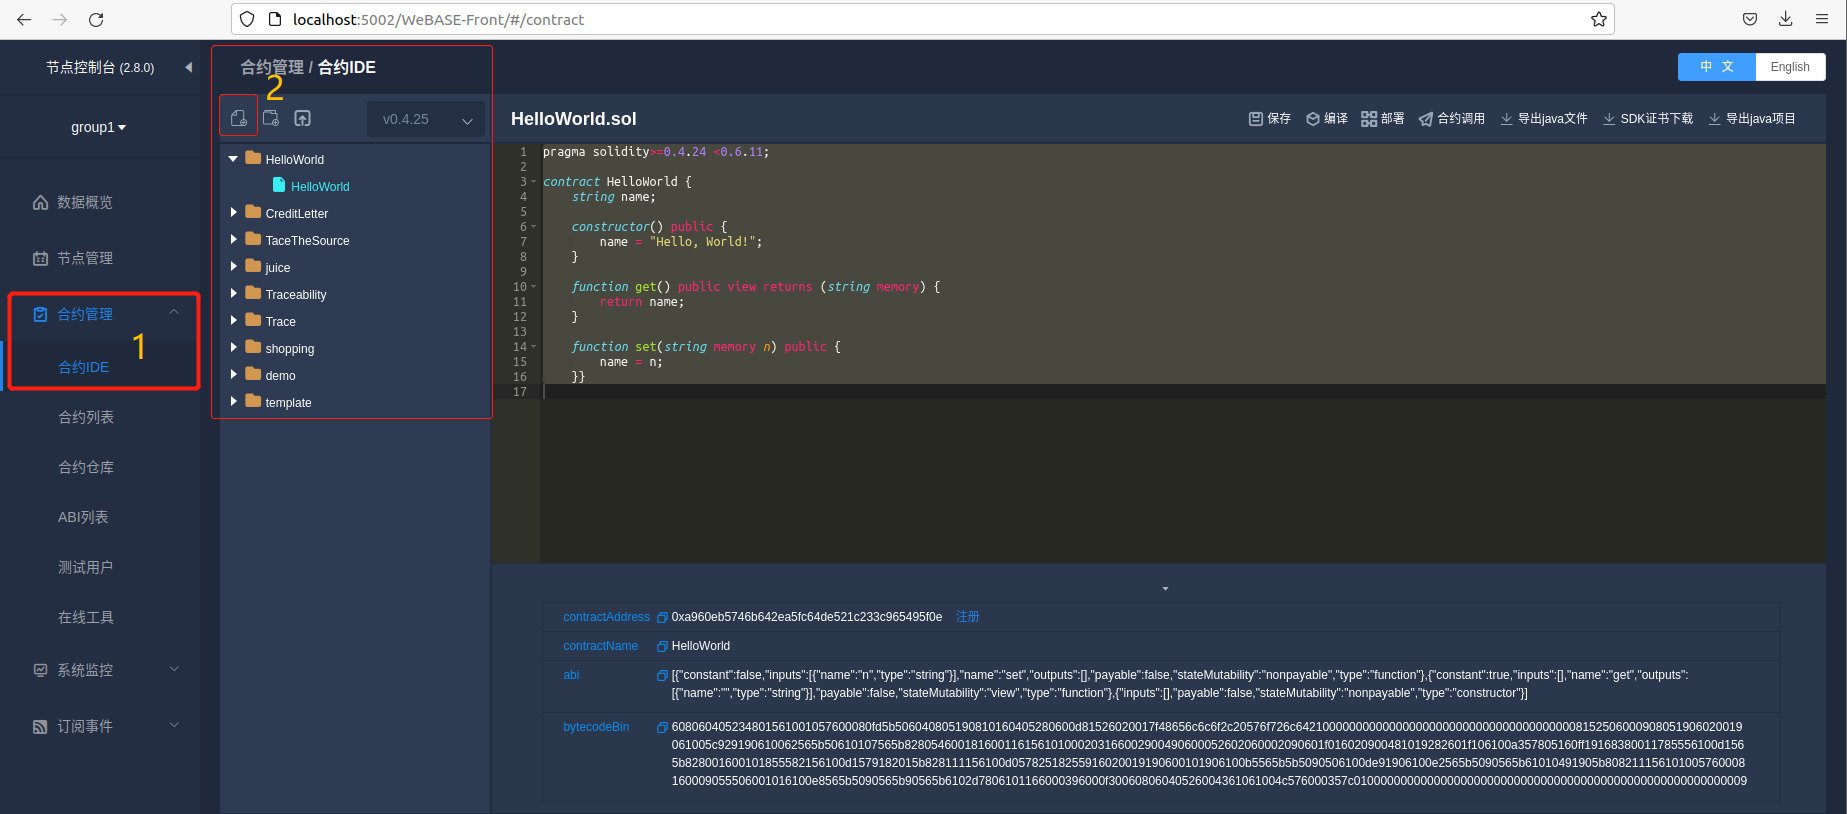 localhost:5002/WeBASE-Front/#/contract
节点控制台 (2.8.0)
group1
数据概览
节点管理
合约管理
1
合约IDE
合约列表
合约仓库
ABI列表
测试用户
在线工具
系统监控
订阅事件
合约管理 / 合约IDE
2
中 文
English
v0.4.25
HelloWorld
HelloWorld
CreditLetter
TaceTheSource
juice
Traceability
Trace
shopping
demo
template
HelloWorld.sol
保存 编译 部署 合约调用 导出java文件 SDK证书下载 导出java项目
1 pragma solidity>=0.4.24 <0.6.11;
2
3 contract HelloWorld {
4 string name;
5
6 constructor() public {
7 name = "Hello, World!";
8 }
9
10 function get() public view returns (string memory) {
11 return name;
12 }
13
14 function set(string memory n) public {
15 name = n;
16 }}
17
contractAddress 0xa960eb5746b642ea5fc64de521c233c965495f0e 注册
contractName HelloWorld
abi [{"constant":false,"inputs":[{"name":"n","type":"string"}],"name":"set","outputs":[],"payable":false,"stateMutability":"nonpayable","type":"function"},{"constant":true,"inputs":[],"name":"get","outputs":
[{"name":"","type":"string"}],"payable":false,"stateMutability":"view","type":"function"},{"inputs":[],"payable":false,"stateMutability":"nonpayable","type":"constructor"}]
bytecodeBin